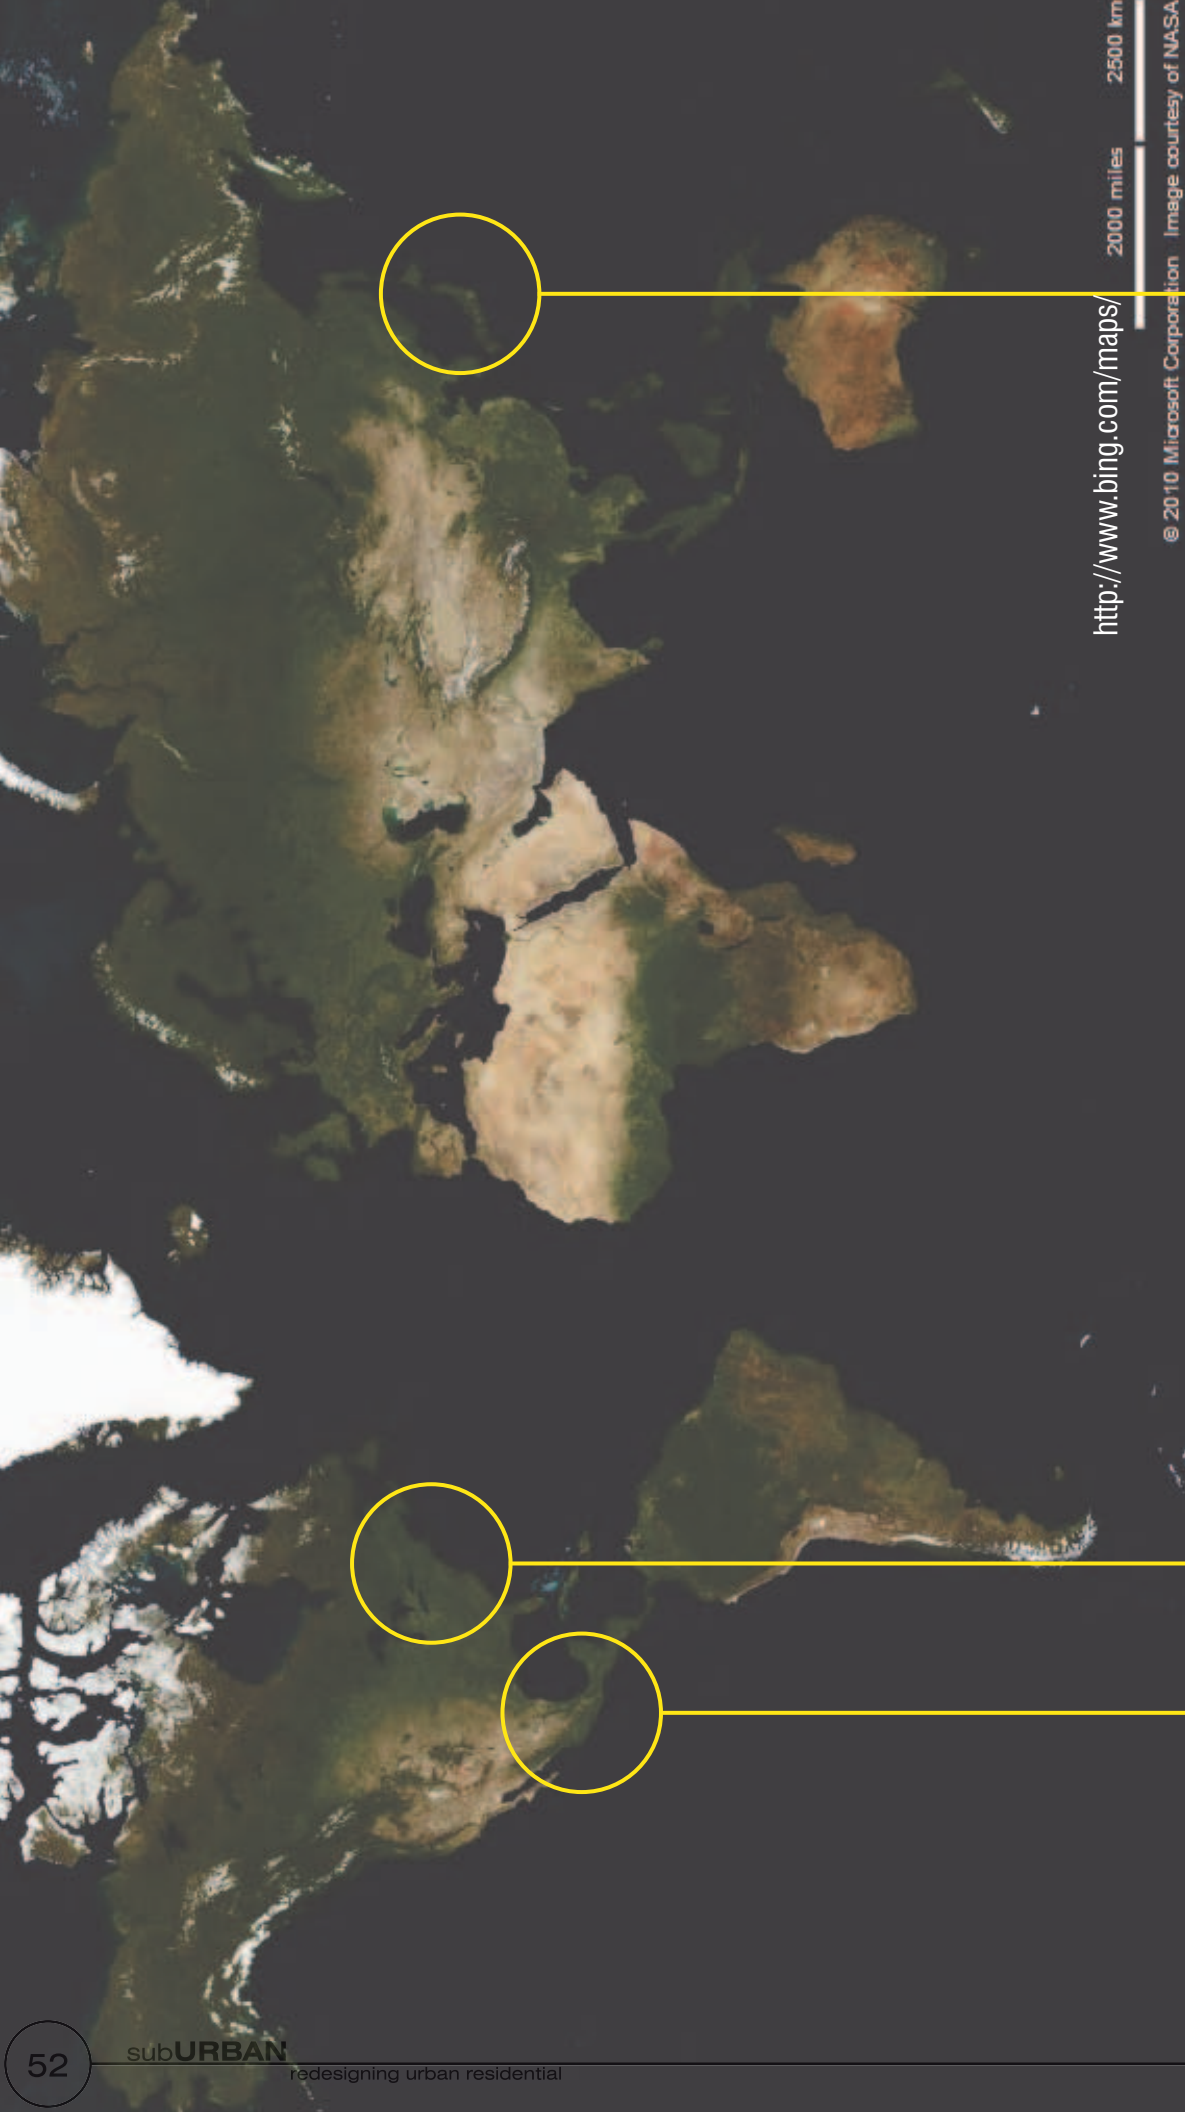 2000 miles
2500 km
http://www.bing.com/maps/
© 2010 Microsoft Corporation Image courtesy of NASA
52
subURBAN
redesigning urban residential